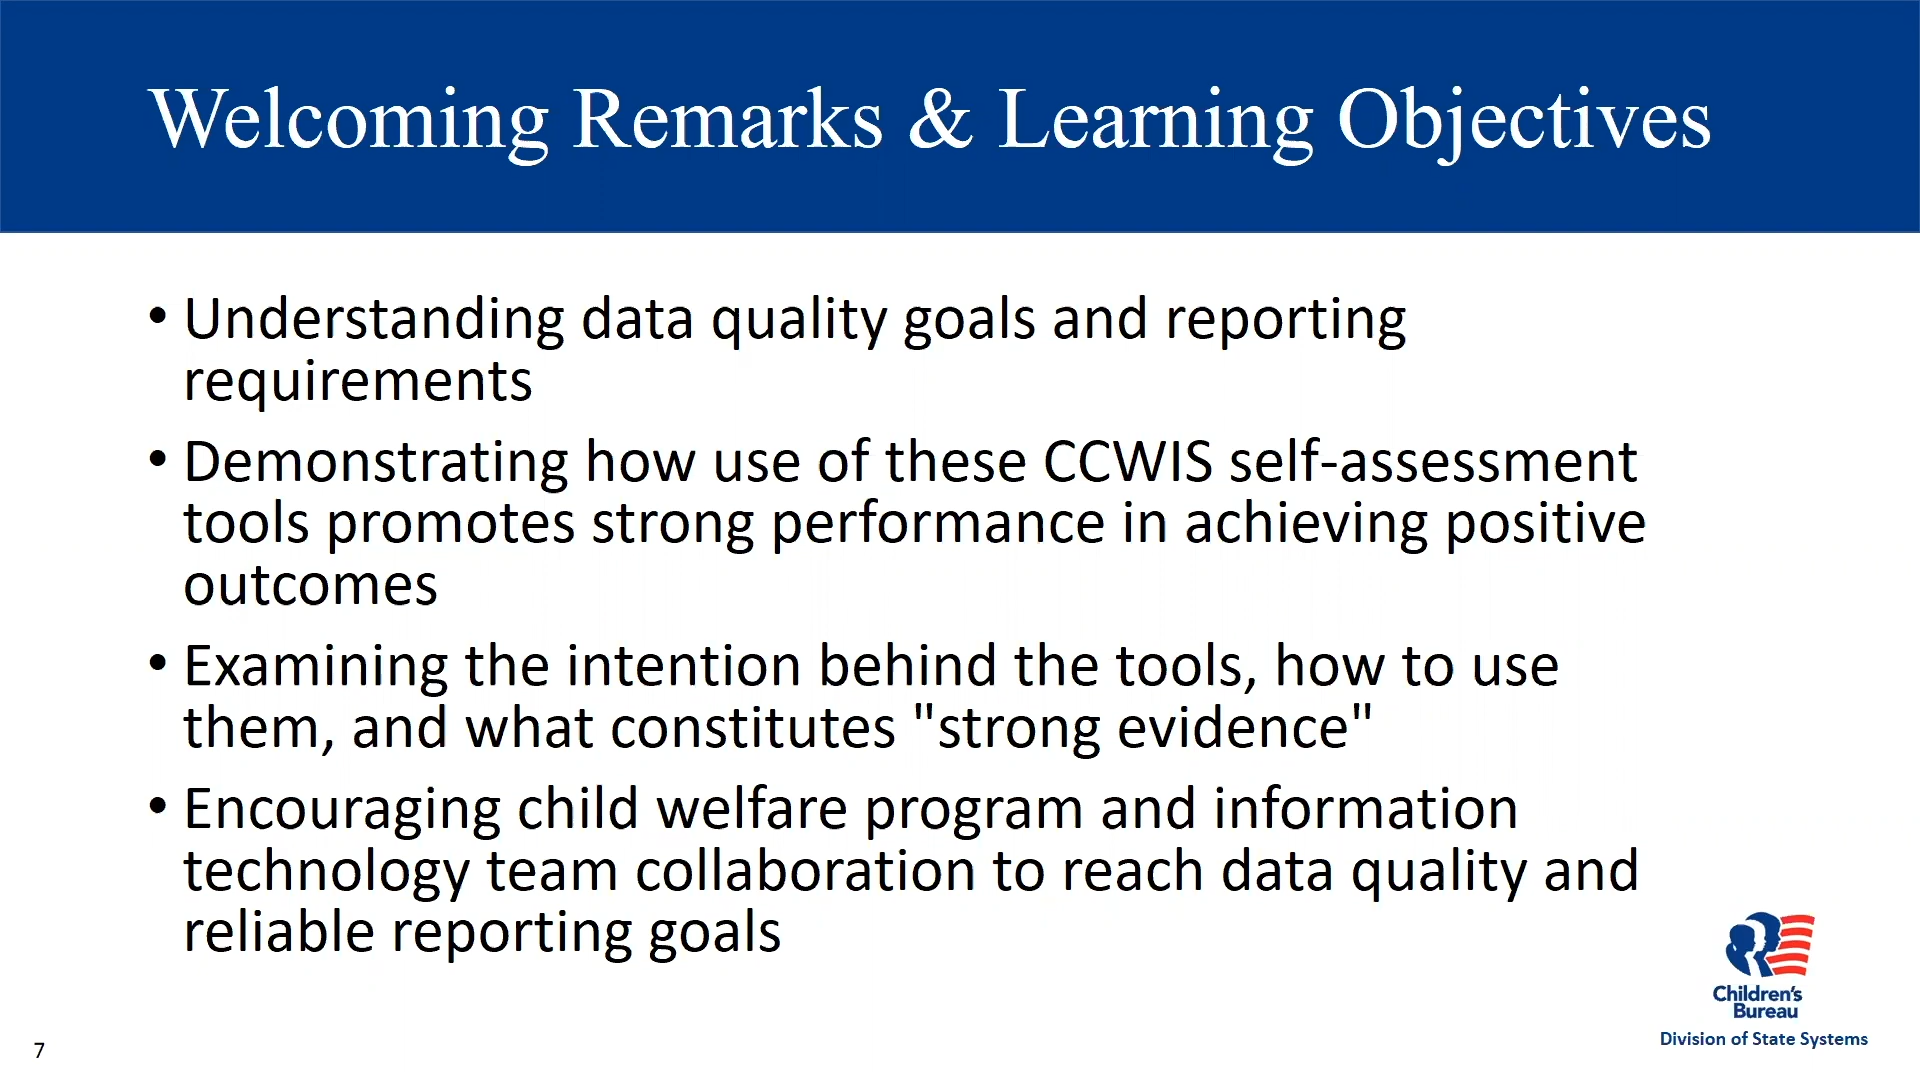 Welcoming Remarks & Learning Objectives
• Understanding data quality goals and reporting
requirements
• Demonstrating how use of these CCWIS self-assessment
tools promotes strong performance in achieving positive
outcomes
• Examining the intention behind the tools, how to use
them, and what constitutes "strong evidence"
• Encouraging child welfare program and information
technology team collaboration to reach data quality and
reliable reporting goals
Children's
Bureau
Division of State Systems
7